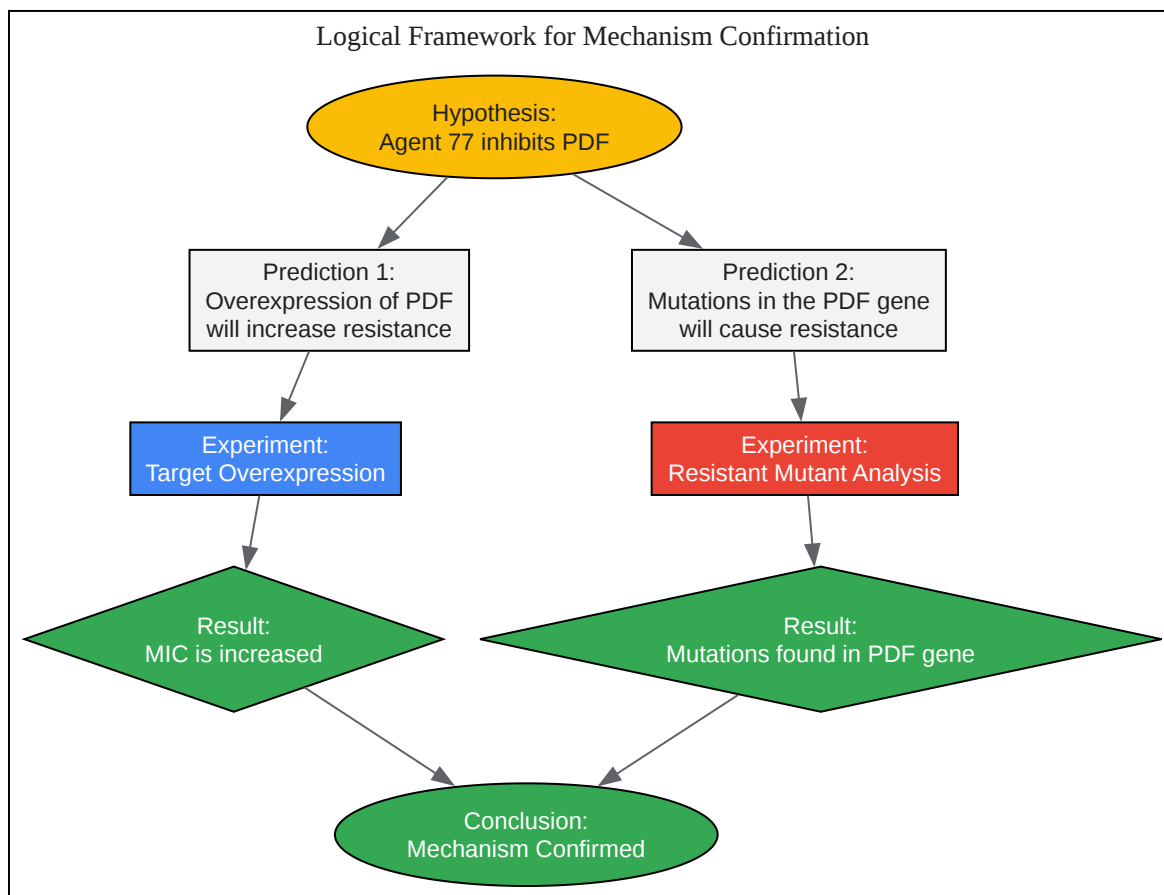 Logical Framework for Mechanism Confirmation
Hypothesis:
Agent 77 inhibits PDF
Prediction 1:
Overexpression of PDF
will increase resistance
Prediction 2:
Mutations in the PDF gene
will cause resistance
Experiment:
Target Overexpression
Experiment:
Resistant Mutant Analysis
Result:
MIC is increased
Result:
Mutations found in PDF gene
Conclusion:
Mechanism Confirmed